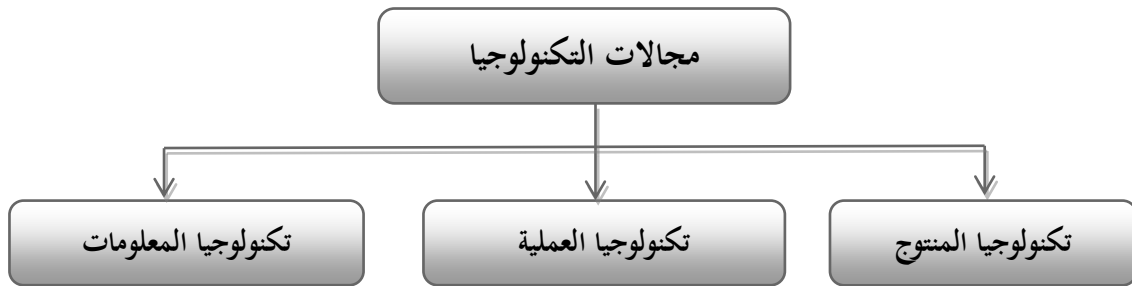 مجالات التكنولوجيا
تكنولوجيا المنتوج
تكنولوجيا العملية
تكنولوجيا المعلومات